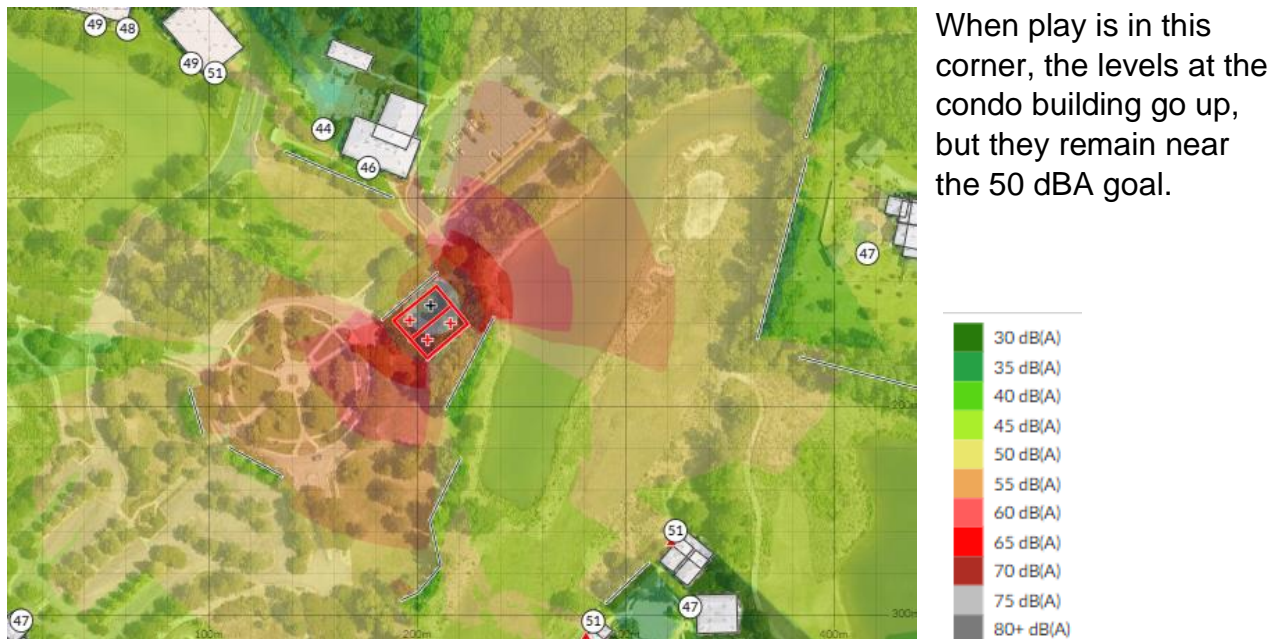 When play is in this
corner, the levels at the
condo building go up,
but they remain near
the 50 dBA goal.
49
48
49
51
44
46
47
51
47
51
47
100m
200m
400m
300m
30 dB(A)
35 dB(A)
40 dB(A)
45 dB(A)
50 dB(A)
55 dB(A)
60 dB(A)
65 dB(A)
70 dB(A)
75 dB(A)
80+ dB(A)